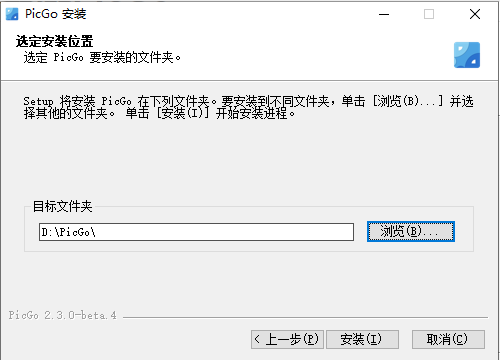 PicGo 安装
选定安装位置
选定 PicGo 要安装的文件夹。
Setup 将安装 PicGo 在下列文件夹。要安装到不同文件夹，单击 [浏览(B)...] 并选
择其他的文件夹。 单击 [安装(I)] 开始安装进程。
目标文件夹
D:\PicGo\
浏览(B)...
PicGo 2.3.0-beta.4
< 上一步(P)
安装(I)
取消(C)